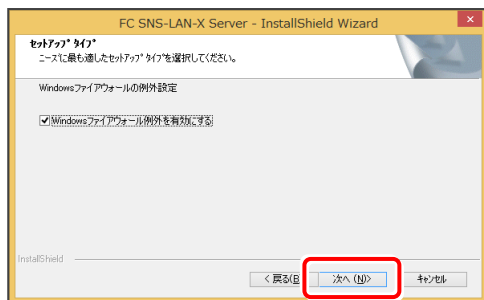 FC SNS-LAN-X Server - InstallShield Wizard
セットアップ タイプ
ニーズに最も適したセットアップ タイプを選択してください。
Windowsファイアウォールの例外設定
Windowsファイアウォール例外を有効にする
InstallShield
< 戻る(B
次へ (N)>
キャンセル